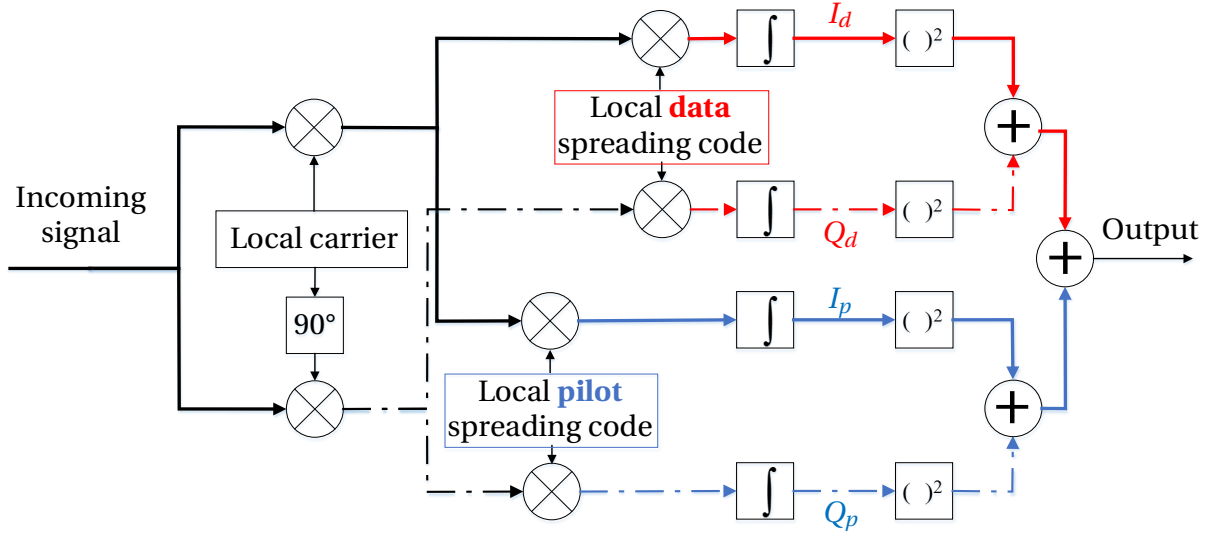 I_d
∫
( )²
Local data
spreading code
+
Incoming
signal
Local carrier
∫
( )²
Q_d
Output
+
90°
I_p
∫
( )²
Local pilot
spreading code
+
∫
( )²
Q_p